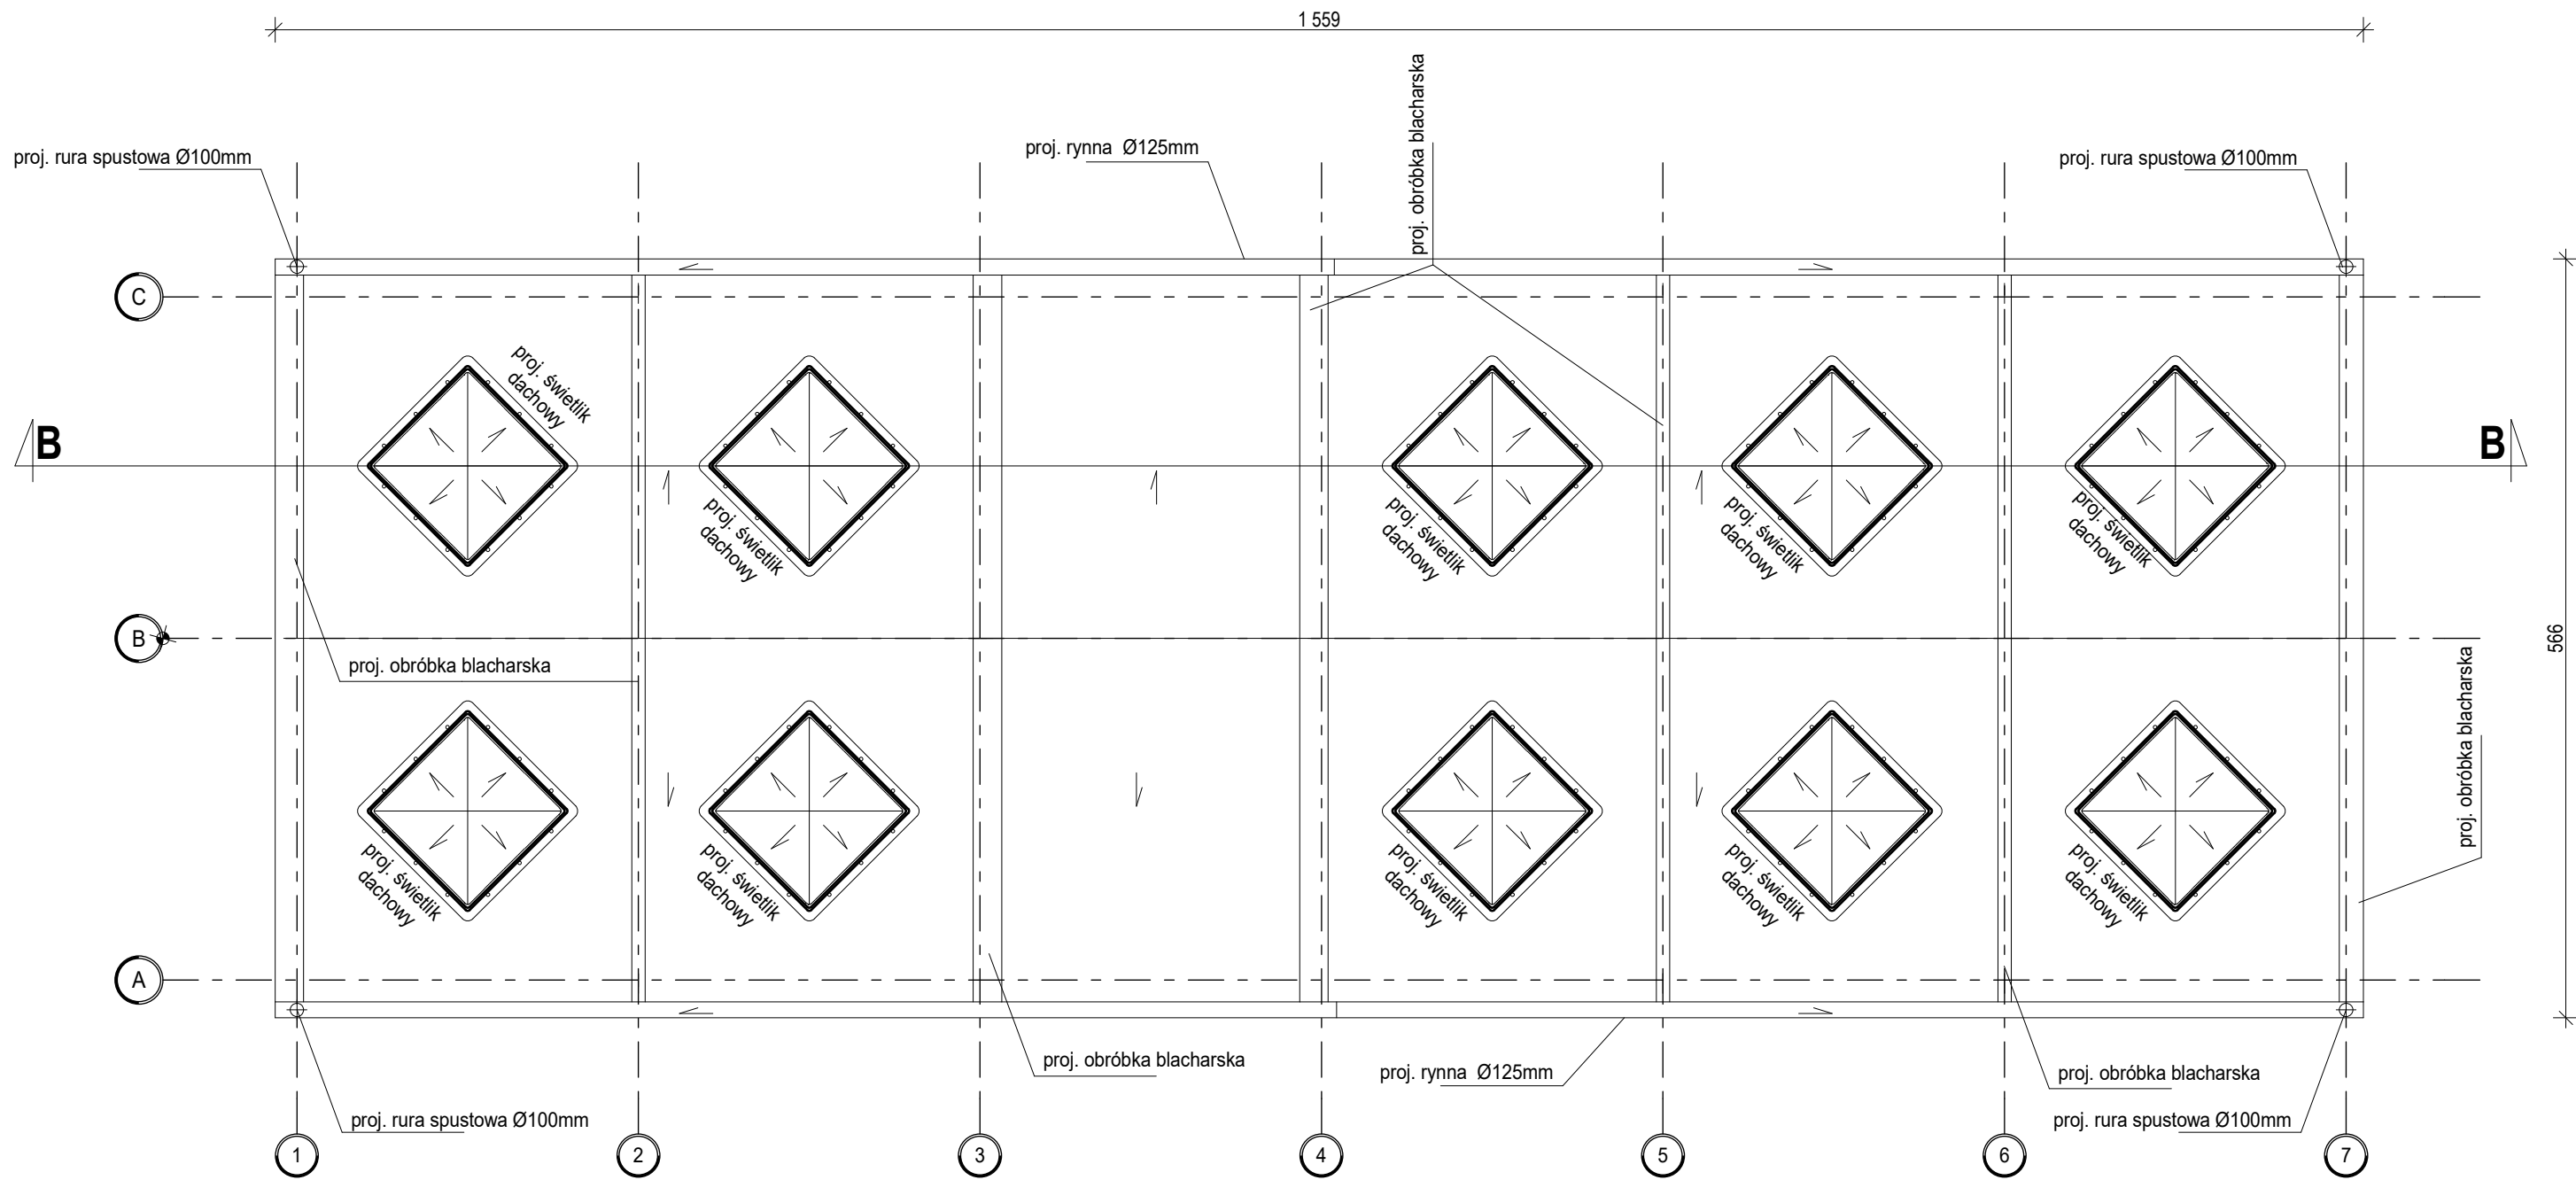 1 559
proj. obróbka blacharska
proj. rynna Ø125mm
proj. rura spustowa Ø100mm
proj. rura spustowa Ø100mm
C
proj. świetlik
dachowy
B
B
proj. świetlik
dachowy
proj. świetlik
dachowy
proj. świetlik
dachowy
proj. świetlik
dachowy
B
566
proj. obróbka blacharska
proj. obróbka blacharska
proj. świetlik
dachowy
proj. świetlik
dachowy
proj. świetlik
dachowy
proj. świetlik
dachowy
proj. świetlik
dachowy
A
proj. obróbka blacharska
proj. rynna Ø125mm
proj. obróbka blacharska
proj. rura spustowa Ø100mm
proj. rura spustowa Ø100mm
1
2
3
4
5
6
7